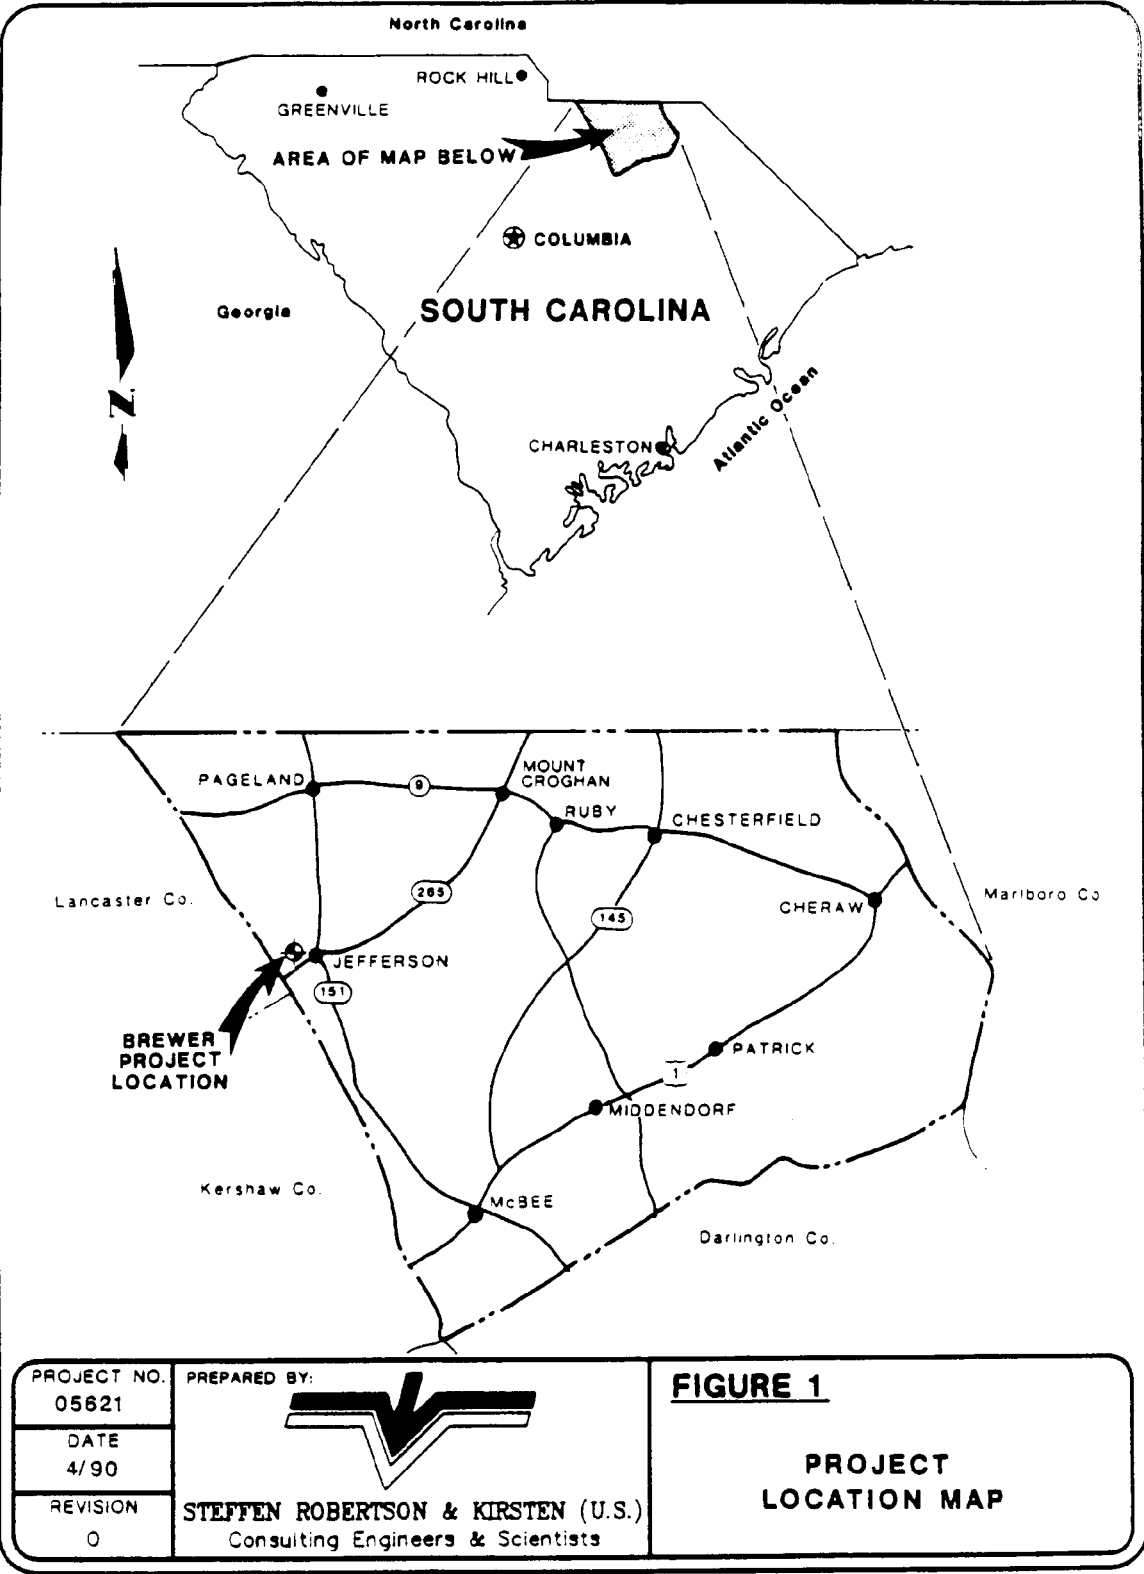 North Carolina
ROCK HILL
GREENVILLE
AREA OF MAP BELOW
COLUMBIA
Georgia
SOUTH CAROLINA
Z
Atlantic Ocean
CHARLESTON
MOUNT
CROGHAN
PAGELAND
9
RUBY
CHESTERFIELD
265
Lancaster Co.
Marlboro Co
CHERAW
145
JEFFERSON
151
BREWER
PROJECT
LOCATION
PATRICK
1
MIDDENDORF
Kershaw Co.
McBEE
Darlington Co.
PROJECT NO.
05621
DATE
4/90
REVISION
0
PREPARED BY:
STEFFEN ROBERTSON & KIRSTEN (U.S.)
Consulting Engineers & Scientists
FIGURE 1
PROJECT
LOCATION MAP